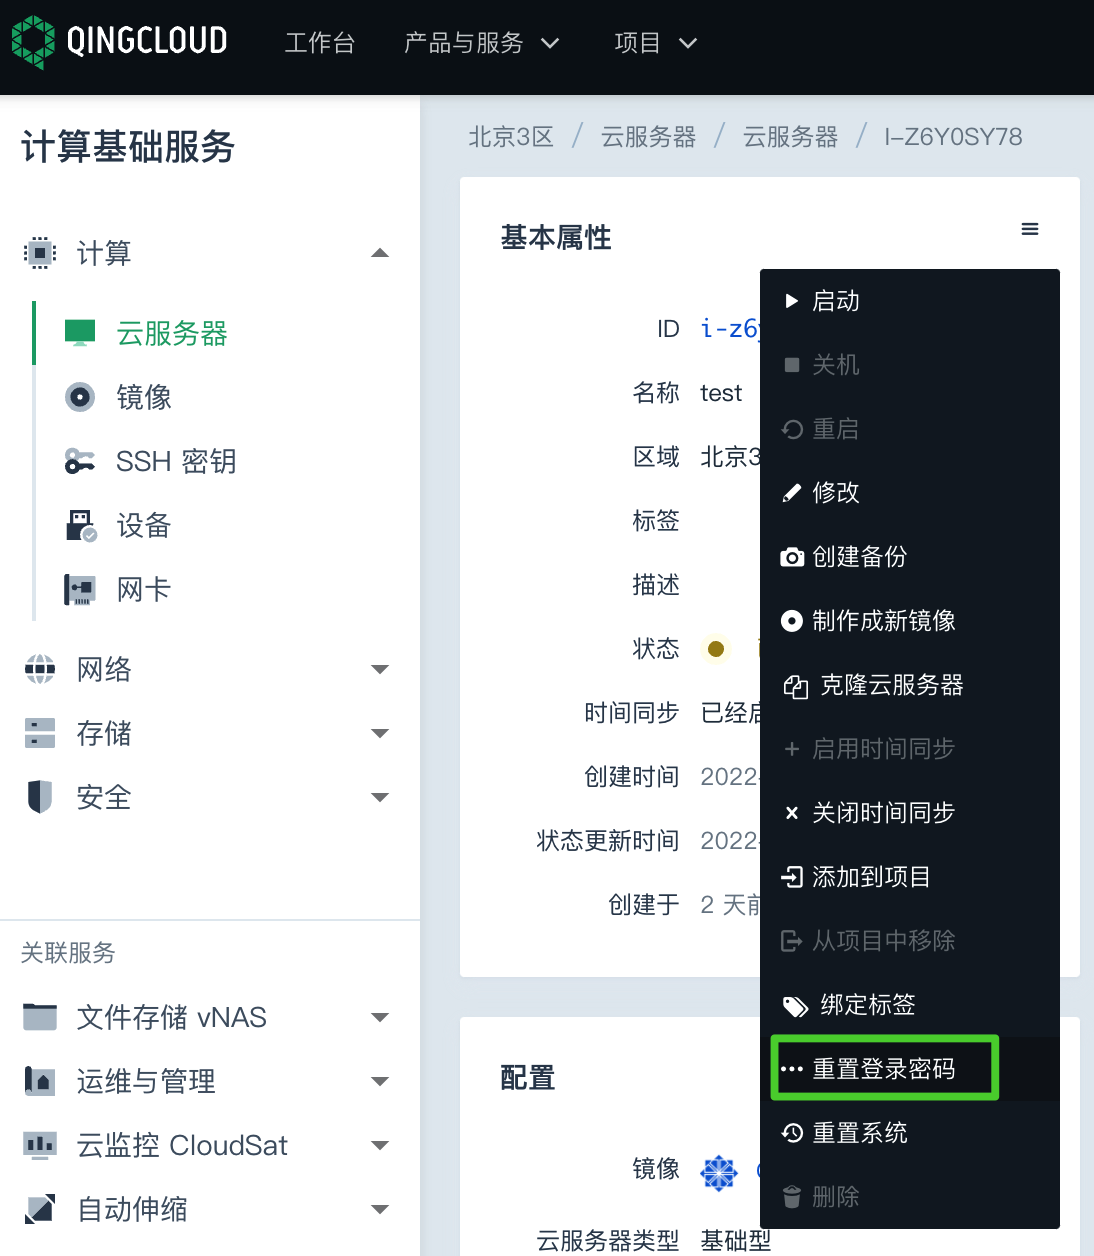 QINGCLOUD 工作台 产品与服务 项目
计算基础服务
计算
云服务器
镜像
SSH 密钥
设备
网卡
网络
存储
安全
关联服务
文件存储 vNAS
运维与管理
云监控 CloudSat
自动伸缩
北京3区 / 云服务器 / 云服务器 / I-Z6Y0SY78
基本属性
ID i-z6
名称 test
区域 北京3
标签
描述
状态
时间同步 已经启
创建时间 2022-
状态更新时间 2022-
创建于 2 天前
启动
关机
重启
修改
创建备份
制作成新镜像
克隆云服务器
启用时间同步
关闭时间同步
添加到项目
从项目中移除
绑定标签
重置登录密码
重置系统
删除
配置
镜像
云服务器类型 基础型